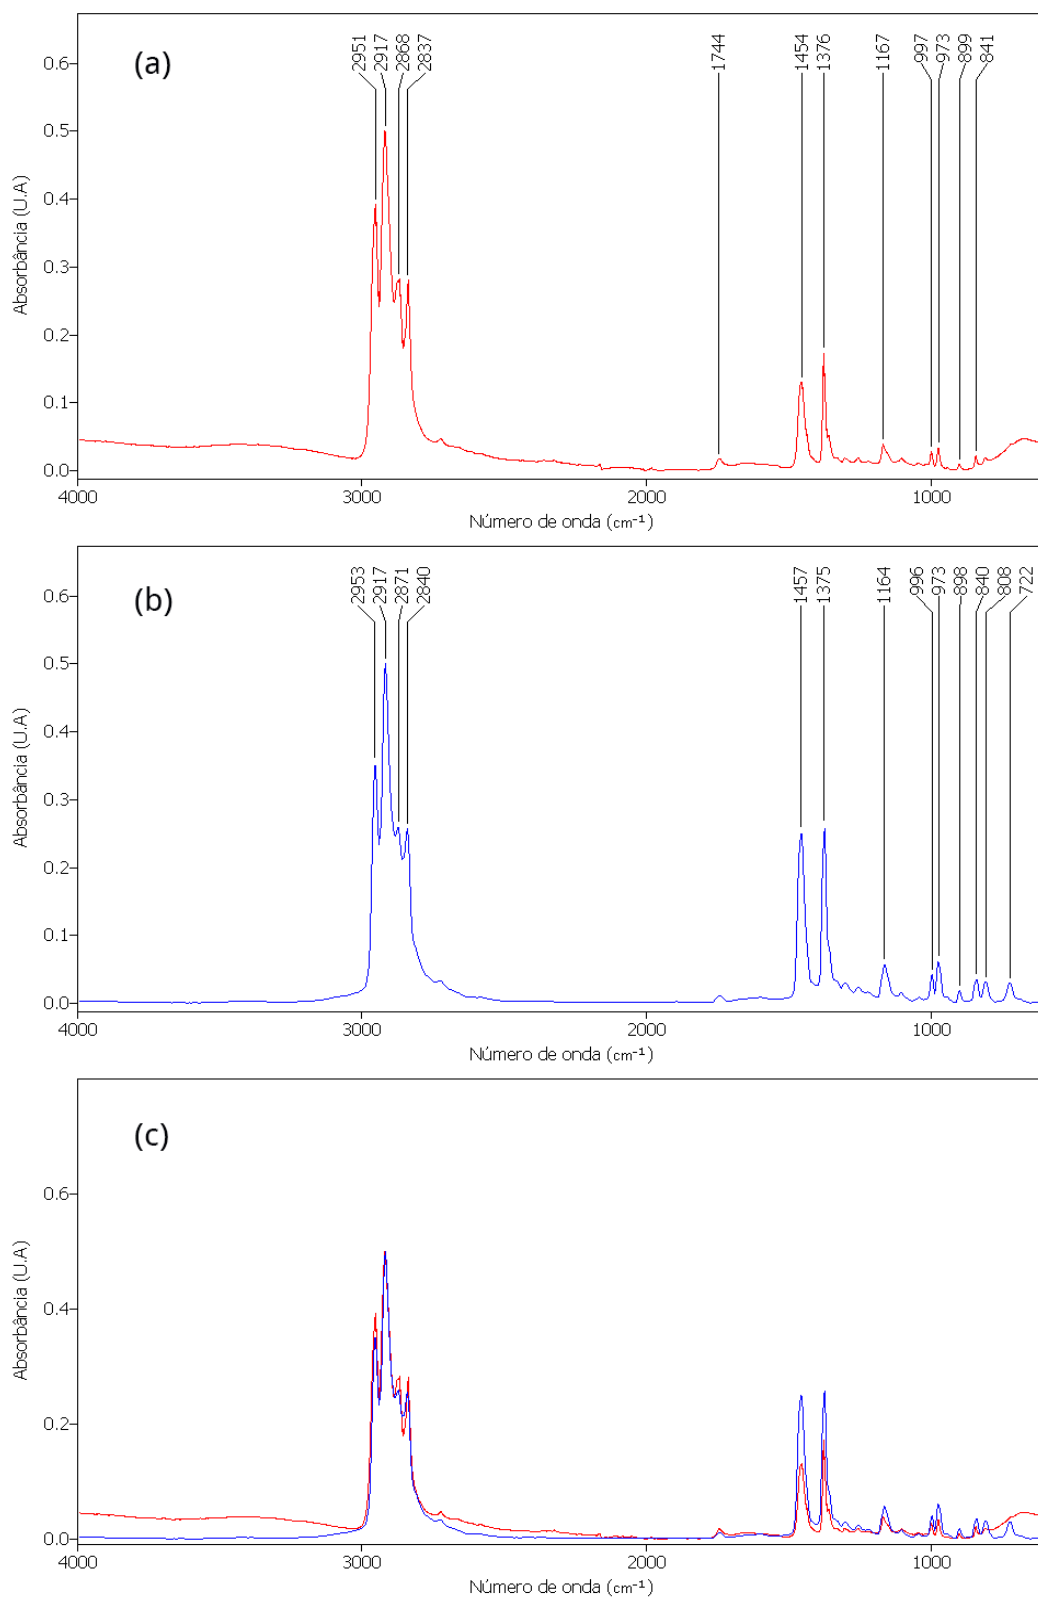 (a)
2951 2917 2868 2837 1744 1454 1376 1167 997 973 899 841
0.6
0.5
0.4
0.3
0.2
0.1
0.0
Absorbância (U.A)
4000 3000 2000 1000
Número de onda (cm⁻¹)
(b)
2953 2917 2871 2840 1457 1375 1164 996 973 898 840 808 722
0.6
0.5
0.4
0.3
0.2
0.1
0.0
Absorbância (U.A)
4000 3000 2000 1000
Número de onda (cm⁻¹)
(c)
0.6
0.4
0.2
0.0
Absorbância (U.A)
4000 3000 2000 1000
Número de onda (cm⁻¹)